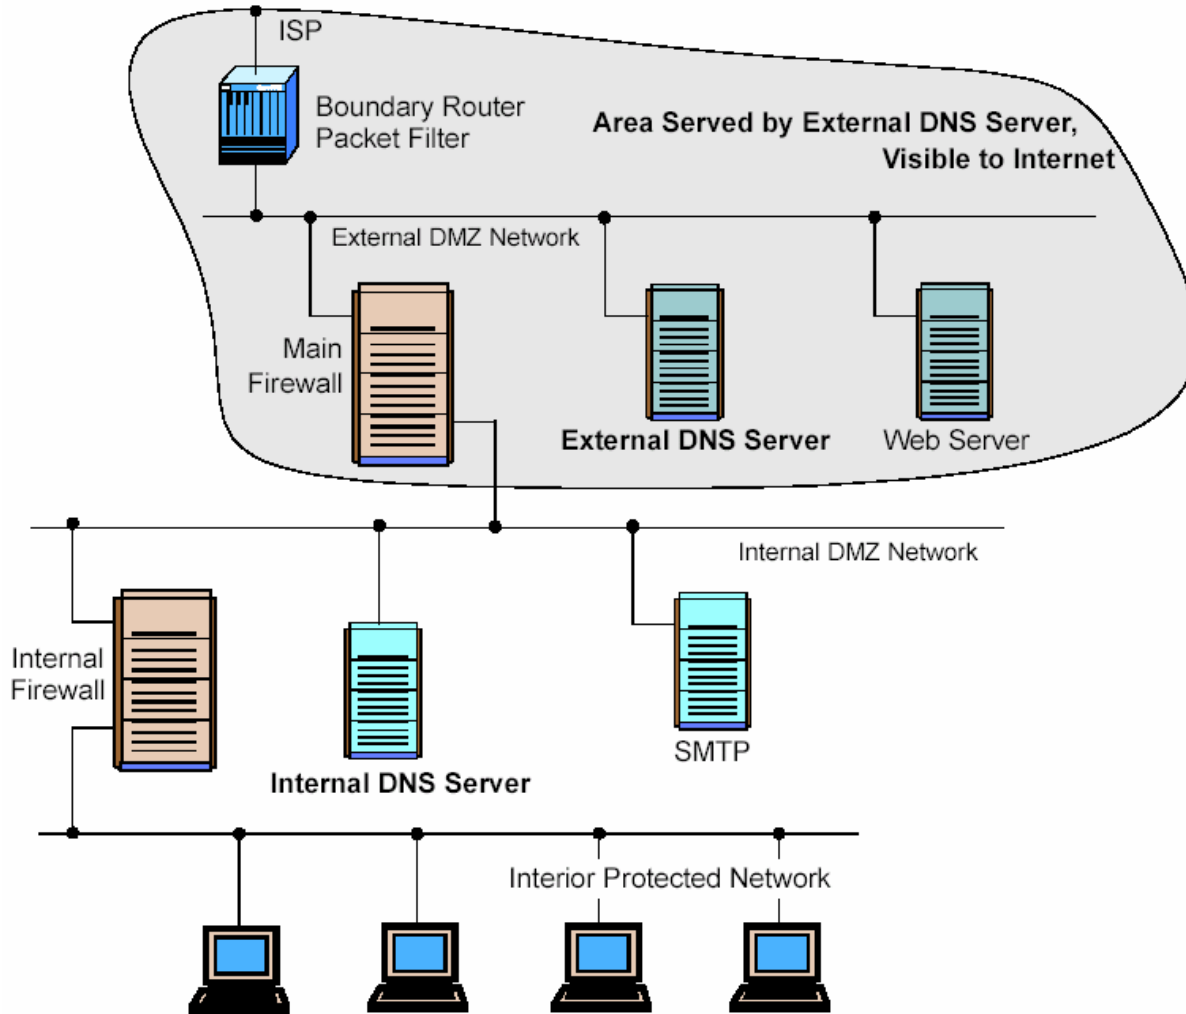 ISP
Boundary Router
Packet Filter
Area Served by External DNS Server,
Visible to Internet
External DMZ Network
Main
Firewall
External DNS Server
Web Server
Internal DMZ Network
Internal
Firewall
SMTP
Internal DNS Server
Interior Protected Network